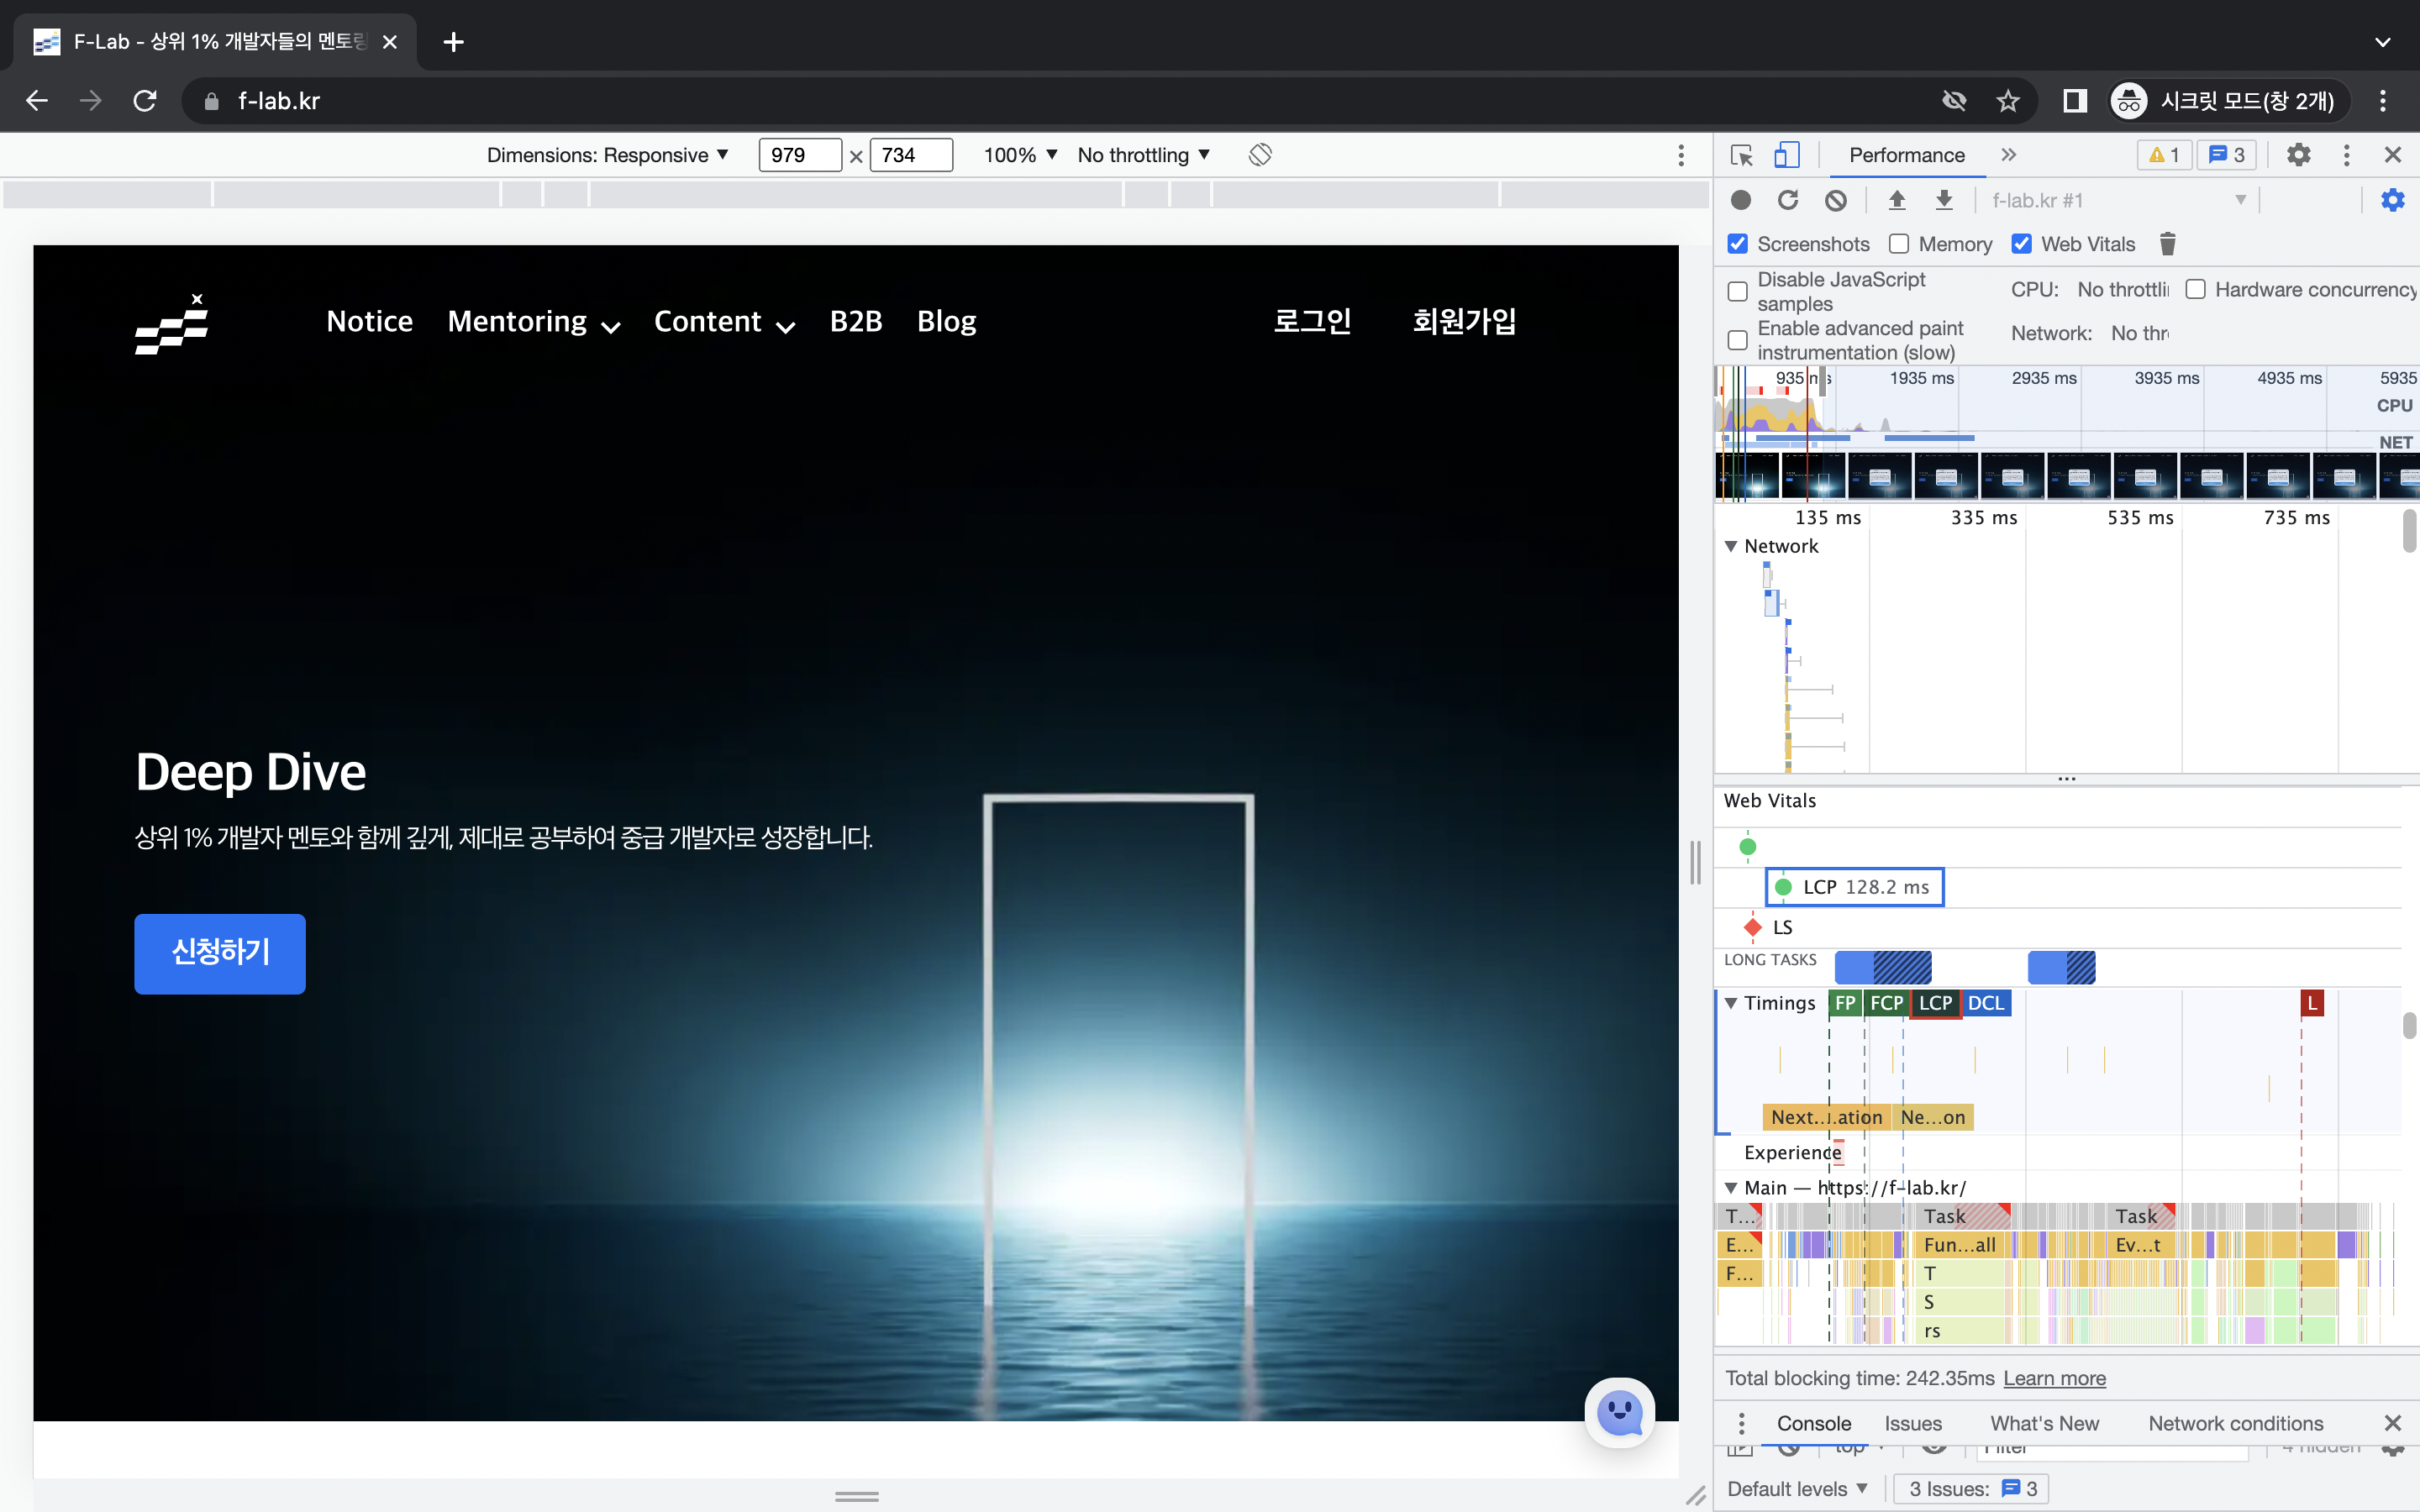 F-Lab - 상위 1% 개발자들의 멘토링
f-lab.kr
시크릿 모드(창 2개)
Dimensions: Responsive
979 × 734
100%
No throttling
Performance
1
3
f-lab.kr #1
Screenshots
Memory
Web Vitals
Disable JavaScript samples
CPU: No throttli
Hardware concurrency
Enable advanced paint instrumentation (slow)
Network: No thr
935 ms 1935 ms 2935 ms 3935 ms 4935 ms 5935
CPU
NET
135 ms 335 ms 535 ms 735 ms
Network
Web Vitals
LCP 128.2 ms
LS
LONG TASKS
Timings FP FCP LCP DCL L
Next…ation Ne…on
Experience
Main — https://f-lab.kr/
T… Task Task
E… Fun…all Ev…t
F… T
S
rs
Total blocking time: 242.35ms Learn more
Console Issues What's New Network conditions
top Filter 4 hidden
Default levels 3 Issues: 3
Notice Mentoring Content B2B Blog 로그인 회원가입
Deep Dive
상위 1% 개발자 멘토와 함께 깊게, 제대로 공부하여 중급 개발자로 성장합니다.
신청하기